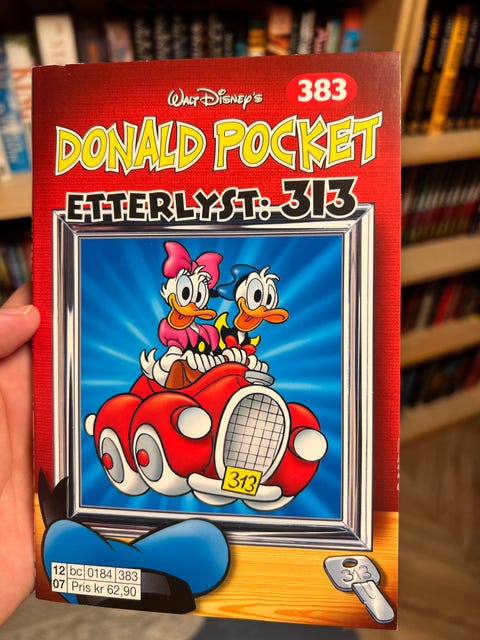 WALT DISNEY'S
383
DONALD POCKET
ETTERLYST: 313
313
313
12 bc 0184 383
07 Pris kr 62,90